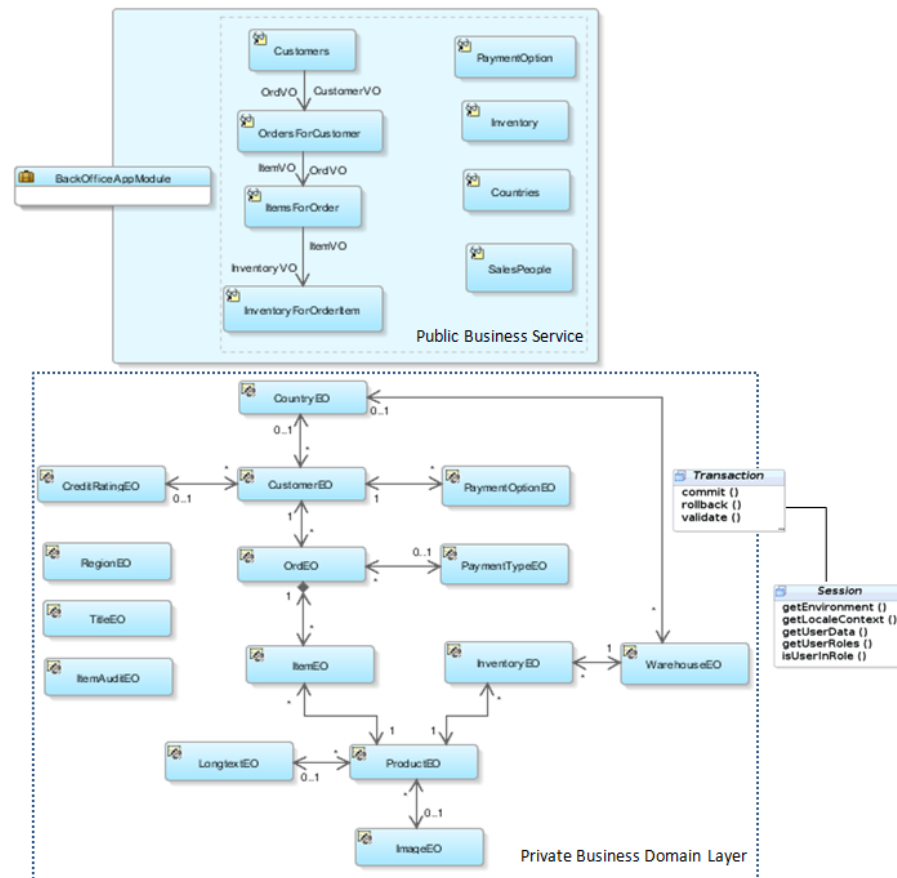 Customers
OrdVO
CustomerVO
OrdersForCustomer
ItemVO
OrdVO
ItemsForOrder
ItemVO
InventoryVO
InventoryForOrderItem
PaymentOption
Inventory
Countries
SalesPeople
BackOfficeAppModule
Public Business Service
CountryEO
0..1
0..1
*
CreditRatingEO
*
0..1
CustomerEO
*
1
PaymentOptionEO
1
*
RegionEO
OrdEO
0..1
*
PaymentTypeEO
1
*
TitleEO
ItemAuditEO
ItemEO
InventoryEO
1
*
*
WarehouseEO
*
*
1
1
LongtextEO
*
0..1
ProductEO
*
0..1
ImageEO
Private Business Domain Layer
Transaction
commit ()
rollback ()
validate ()
...
Session
getEnvironment ()
getLocaleContext ()
getUserData ()
getUserRoles ()
isUserInRole ()